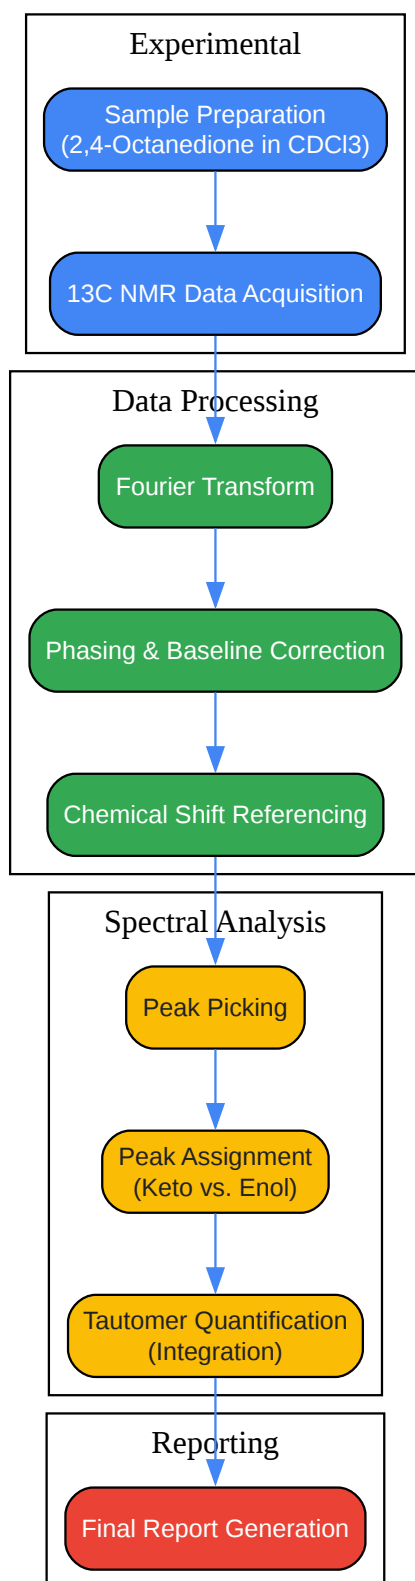 Experimental
Sample Preparation
(2,4-Octanedione in CDCl3)
13C NMR Data Acquisition
Data Processing
Fourier Transform
Phasing & Baseline Correction
Chemical Shift Referencing
Spectral Analysis
Peak Picking
Peak Assignment
(Keto vs. Enol)
Tautomer Quantification
(Integration)
Reporting
Final Report Generation